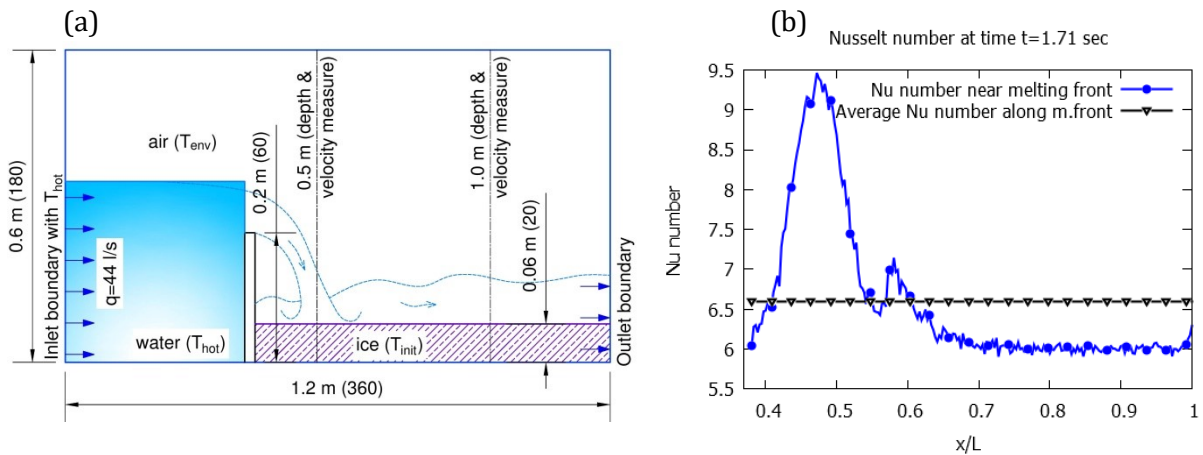 (a)
0.6 m (180)
Inlet boundary with T_hot
q=44 l/s
air (T_env)
water (T_hot)
0.2 m (60)
0.5 m (depth &
velocity measure)
1.0 m (depth &
velocity measure)
0.06 m (20)
ice (T_init)
Outlet boundary
1.2 m (360)
(b)
Nusselt number at time t=1.71 sec
Nu number near melting front
Average Nu number along m.front
Nu number
9.5
9
8.5
8
7.5
7
6.5
6
5.5
0.4 0.5 0.6 0.7 0.8 0.9 1
x/L